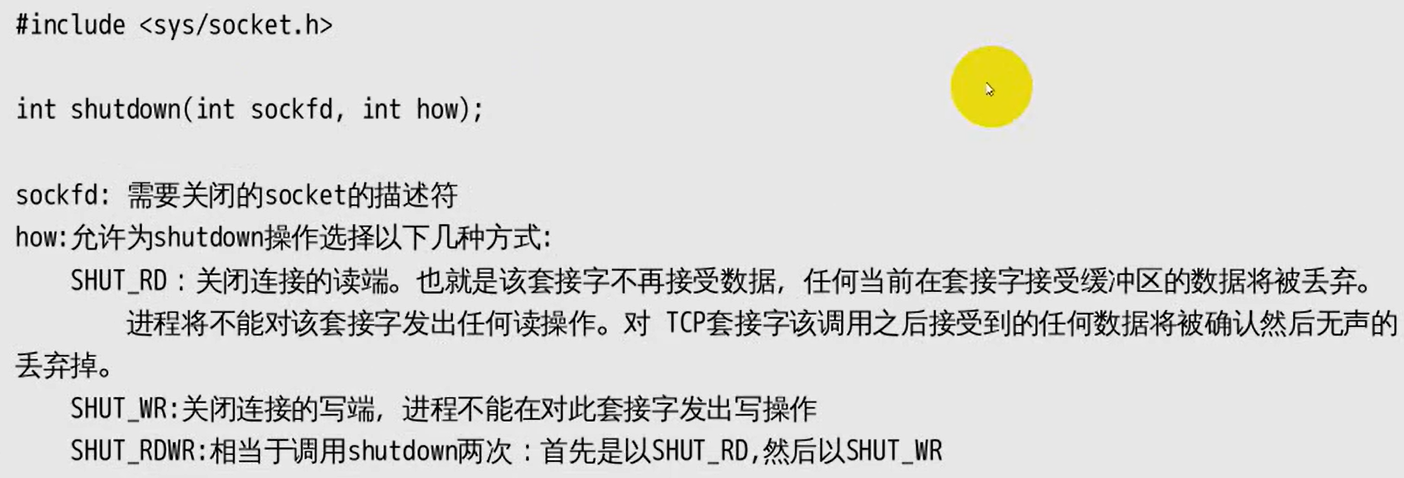 #include <sys/socket.h>
int shutdown(int sockfd, int how);
sockfd: 需要关闭的socket的描述符
how:允许为shutdown操作选择以下几种方式:
SHUT_RD：关闭连接的读端。也就是该套接字不再接受数据，任何当前在套接字接受缓冲区的数据将被丢弃。
进程将不能对该套接字发出任何读操作。对 TCP套接字该调用之后接受到的任何数据将被确认然后无声的
丢弃掉。
SHUT_WR:关闭连接的写端，进程不能在对此套接字发出写操作
SHUT_RDWR:相当于调用shutdown两次：首先是以SHUT_RD,然后以SHUT_WR